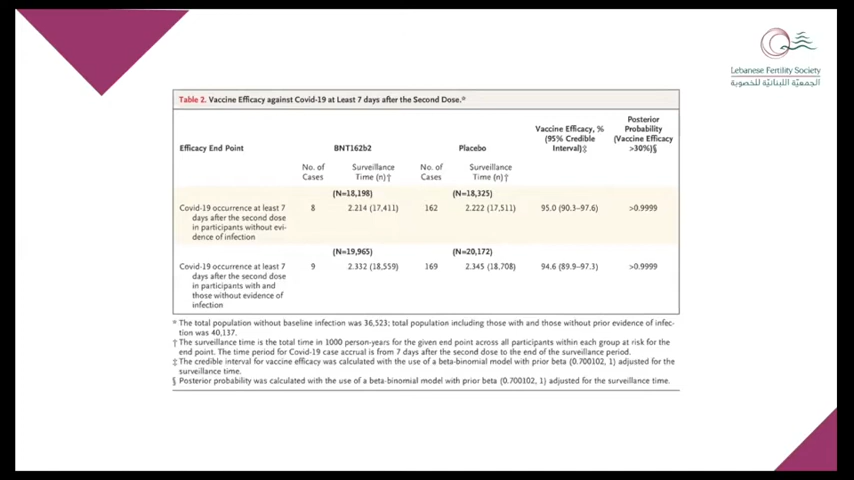 Lebanese Fertility Society
الجمعيّة اللبنانيّة للخصوبة
Table 2. Vaccine Efficacy against Covid-19 at Least 7 days after the Second Dose.*
Efficacy End Point BNT162b2 Placebo Vaccine Efficacy, % (95% Credible Interval)‡ Posterior Probability (Vaccine Efficacy >30%)§
No. of Cases Surveillance Time (n)† No. of Cases Surveillance Time (n)†
(N=18,198) (N=18,325)
Covid-19 occurrence at least 7 8 2.214 (17,411) 162 2.222 (17,511) 95.0 (90.3–97.6) >0.9999
days after the second dose
in participants without evi-
dence of infection
(N=19,965) (N=20,172)
Covid-19 occurrence at least 7 9 2.332 (18,559) 169 2.345 (18,708) 94.6 (89.9–97.3) >0.9999
days after the second dose
in participants with and
those without evidence of
infection
* The total population without baseline infection was 36,523; total population including those with and those without prior evidence of infec-
tion was 40,137.
† The surveillance time is the total time in 1000 person-years for the given end point across all participants within each group at risk for the
end point. The time period for Covid-19 case accrual is from 7 days after the second dose to the end of the surveillance period.
‡ The credible interval for vaccine efficacy was calculated with the use of a beta-binomial model with prior beta (0.700102, 1) adjusted for the
surveillance time.
§ Posterior probability was calculated with the use of a beta-binomial model with prior beta (0.700102, 1) adjusted for the surveillance time.